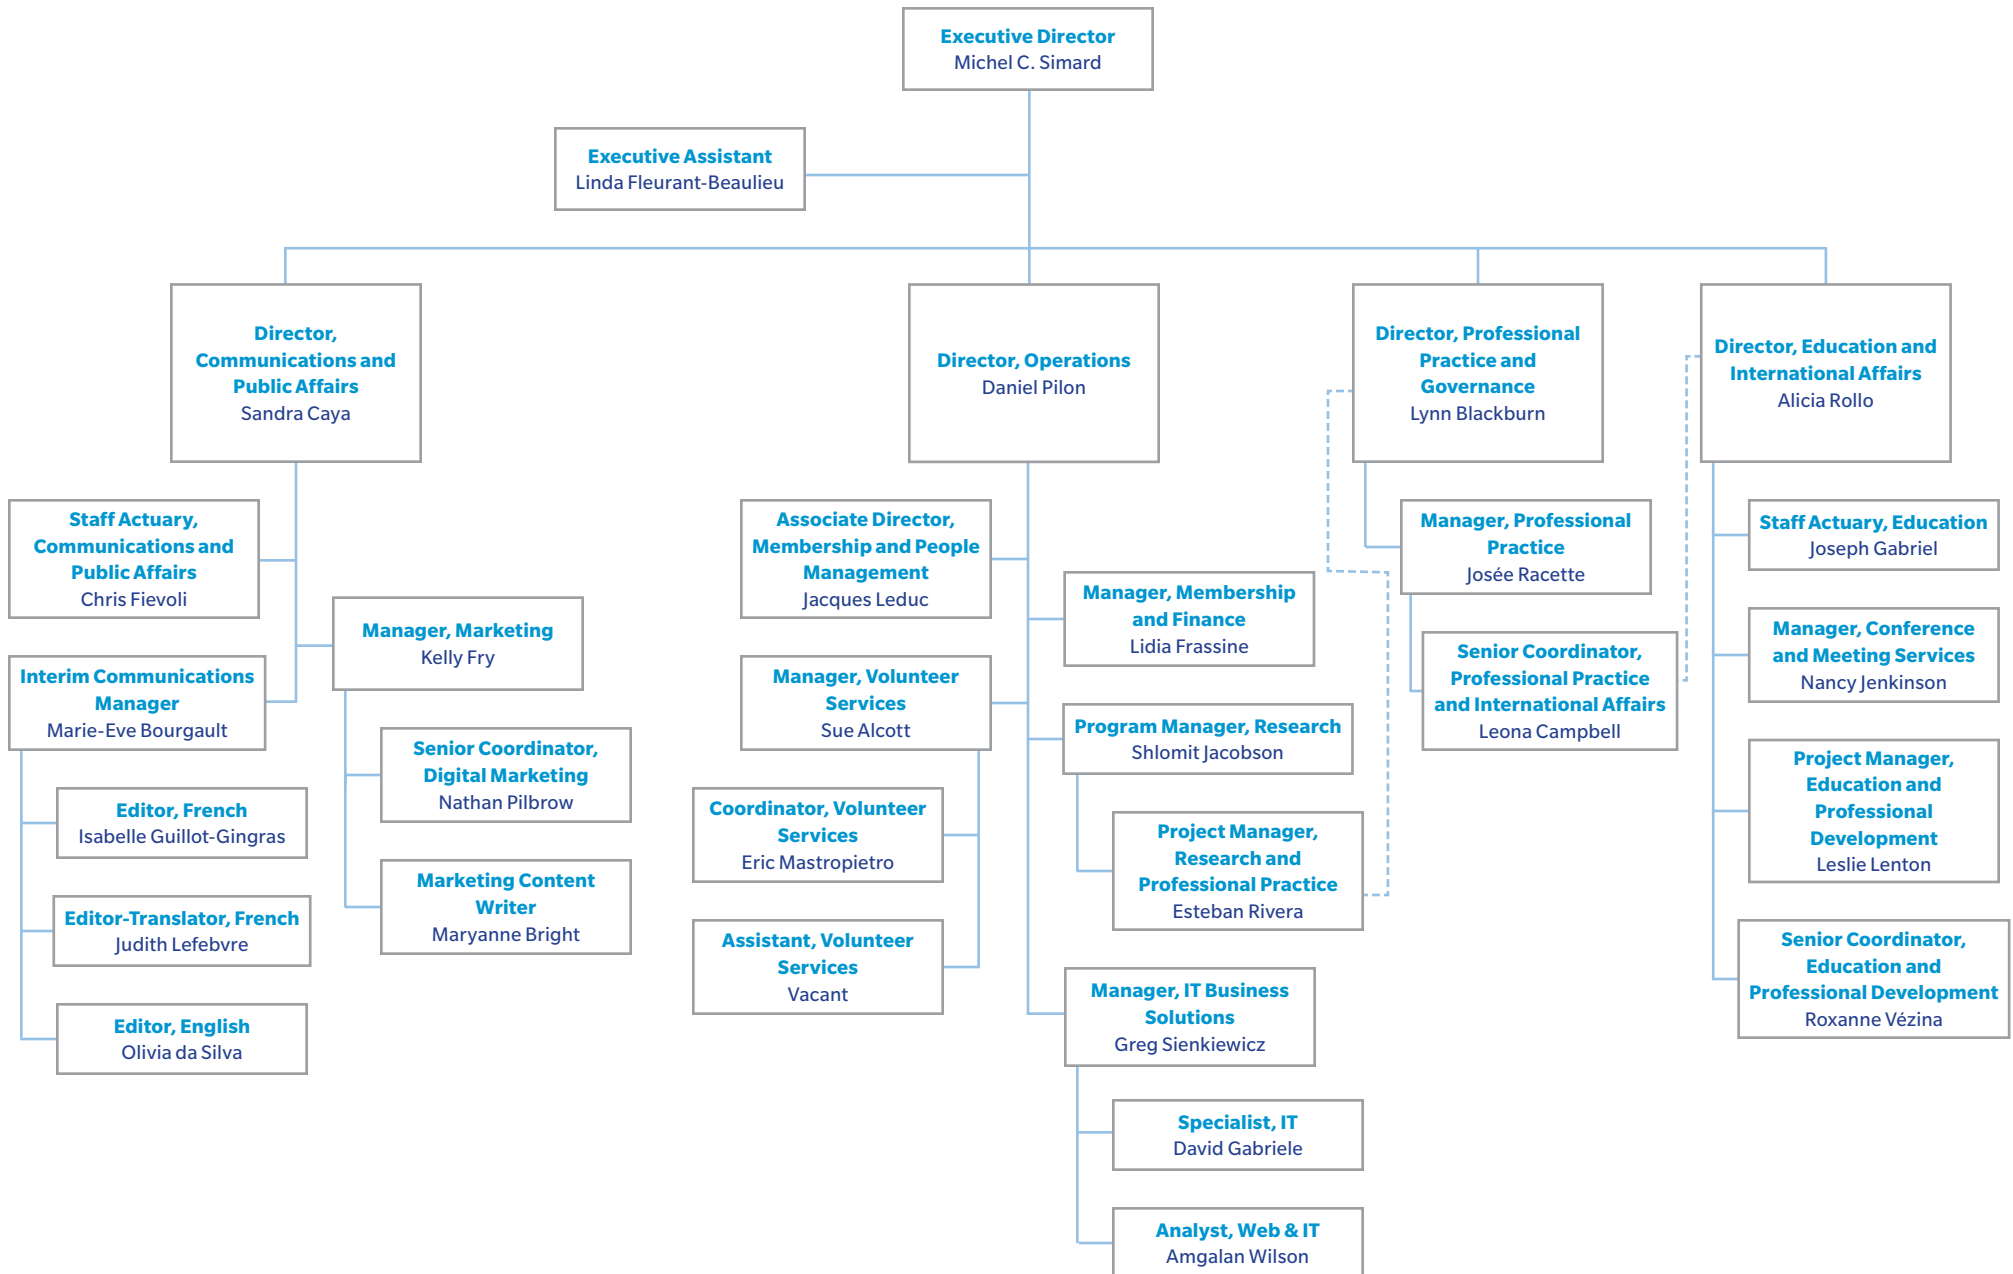 Executive Director
Michel C. Simard
Executive Assistant
Linda Fleurant-Beaulieu
Director,
Communications and
Public Affairs
Sandra Caya
Staff Actuary,
Communications and
Public Affairs
Chris Fievoli
Manager, Marketing
Kelly Fry
Interim Communications
Manager
Marie-Eve Bourgault
Senior Coordinator,
Digital Marketing
Nathan Pilbrow
Marketing Content
Writer
Maryanne Bright
Editor, French
Isabelle Guillot-Gingras
Editor-Translator, French
Judith Lefebvre
Editor, English
Olivia da Silva
Director, Operations
Daniel Pilon
Associate Director,
Membership and People
Management
Jacques Leduc
Manager, Membership
and Finance
Lidia Frassine
Manager, Volunteer
Services
Sue Alcott
Coordinator, Volunteer
Services
Eric Mastropietro
Assistant, Volunteer
Services
Vacant
Program Manager, Research
Shlomit Jacobson
Project Manager,
Research and
Professional Practice
Esteban Rivera
Manager, IT Business
Solutions
Greg Sienkiewicz
Specialist, IT
David Gabriele
Analyst, Web & IT
Amgalan Wilson
Director, Professional
Practice and
Governance
Lynn Blackburn
Manager, Professional
Practice
Josée Racette
Senior Coordinator,
Professional Practice
and International Affairs
Leona Campbell
Director, Education and
International Affairs
Alicia Rollo
Staff Actuary, Education
Joseph Gabriel
Manager, Conference
and Meeting Services
Nancy Jenkinson
Project Manager,
Education and
Professional
Development
Leslie Lenton
Senior Coordinator,
Education and
Professional Development
Roxanne Vézina